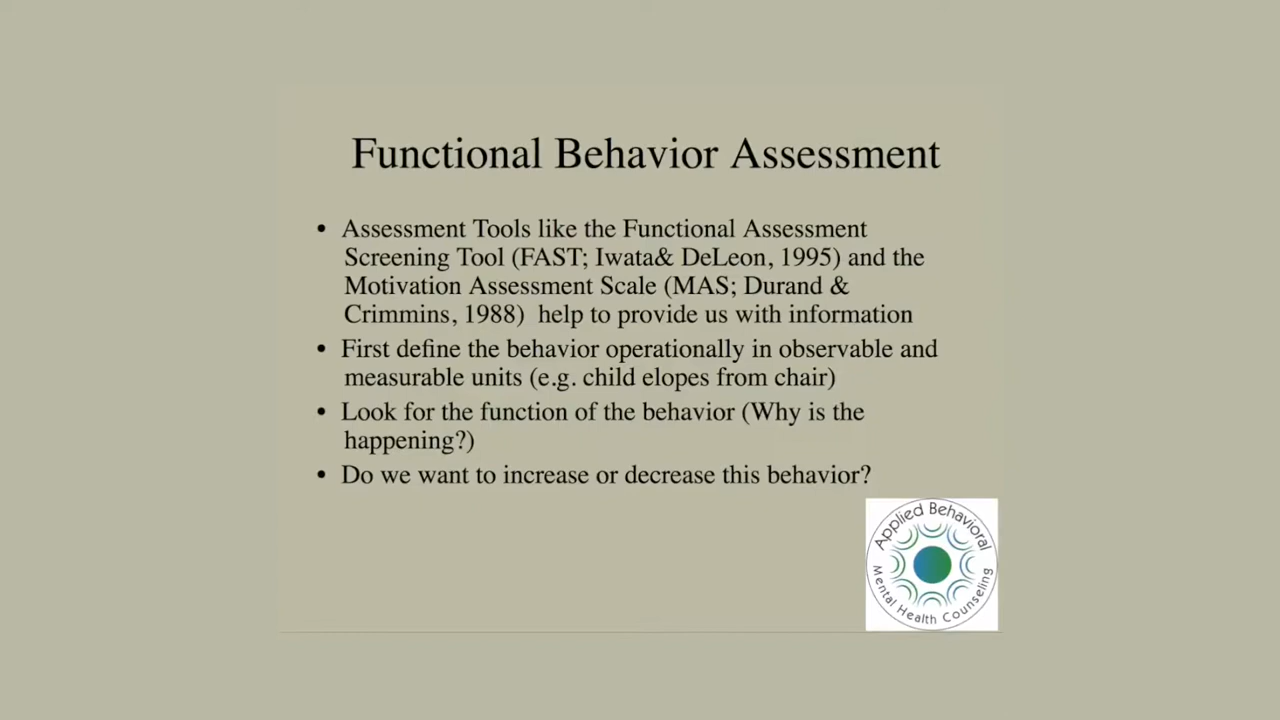 Functional Behavior Assessment
• Assessment Tools like the Functional Assessment
Screening Tool (FAST; Iwata& DeLeon, 1995) and the
Motivation Assessment Scale (MAS; Durand &
Crimmins, 1988)  help to provide us with information
• First define the behavior operationally in observable and
measurable units (e.g. child elopes from chair)
• Look for the function of the behavior (Why is the
happening?)
• Do we want to increase or decrease this behavior?
Applied Behavioral
Mental Health Counseling